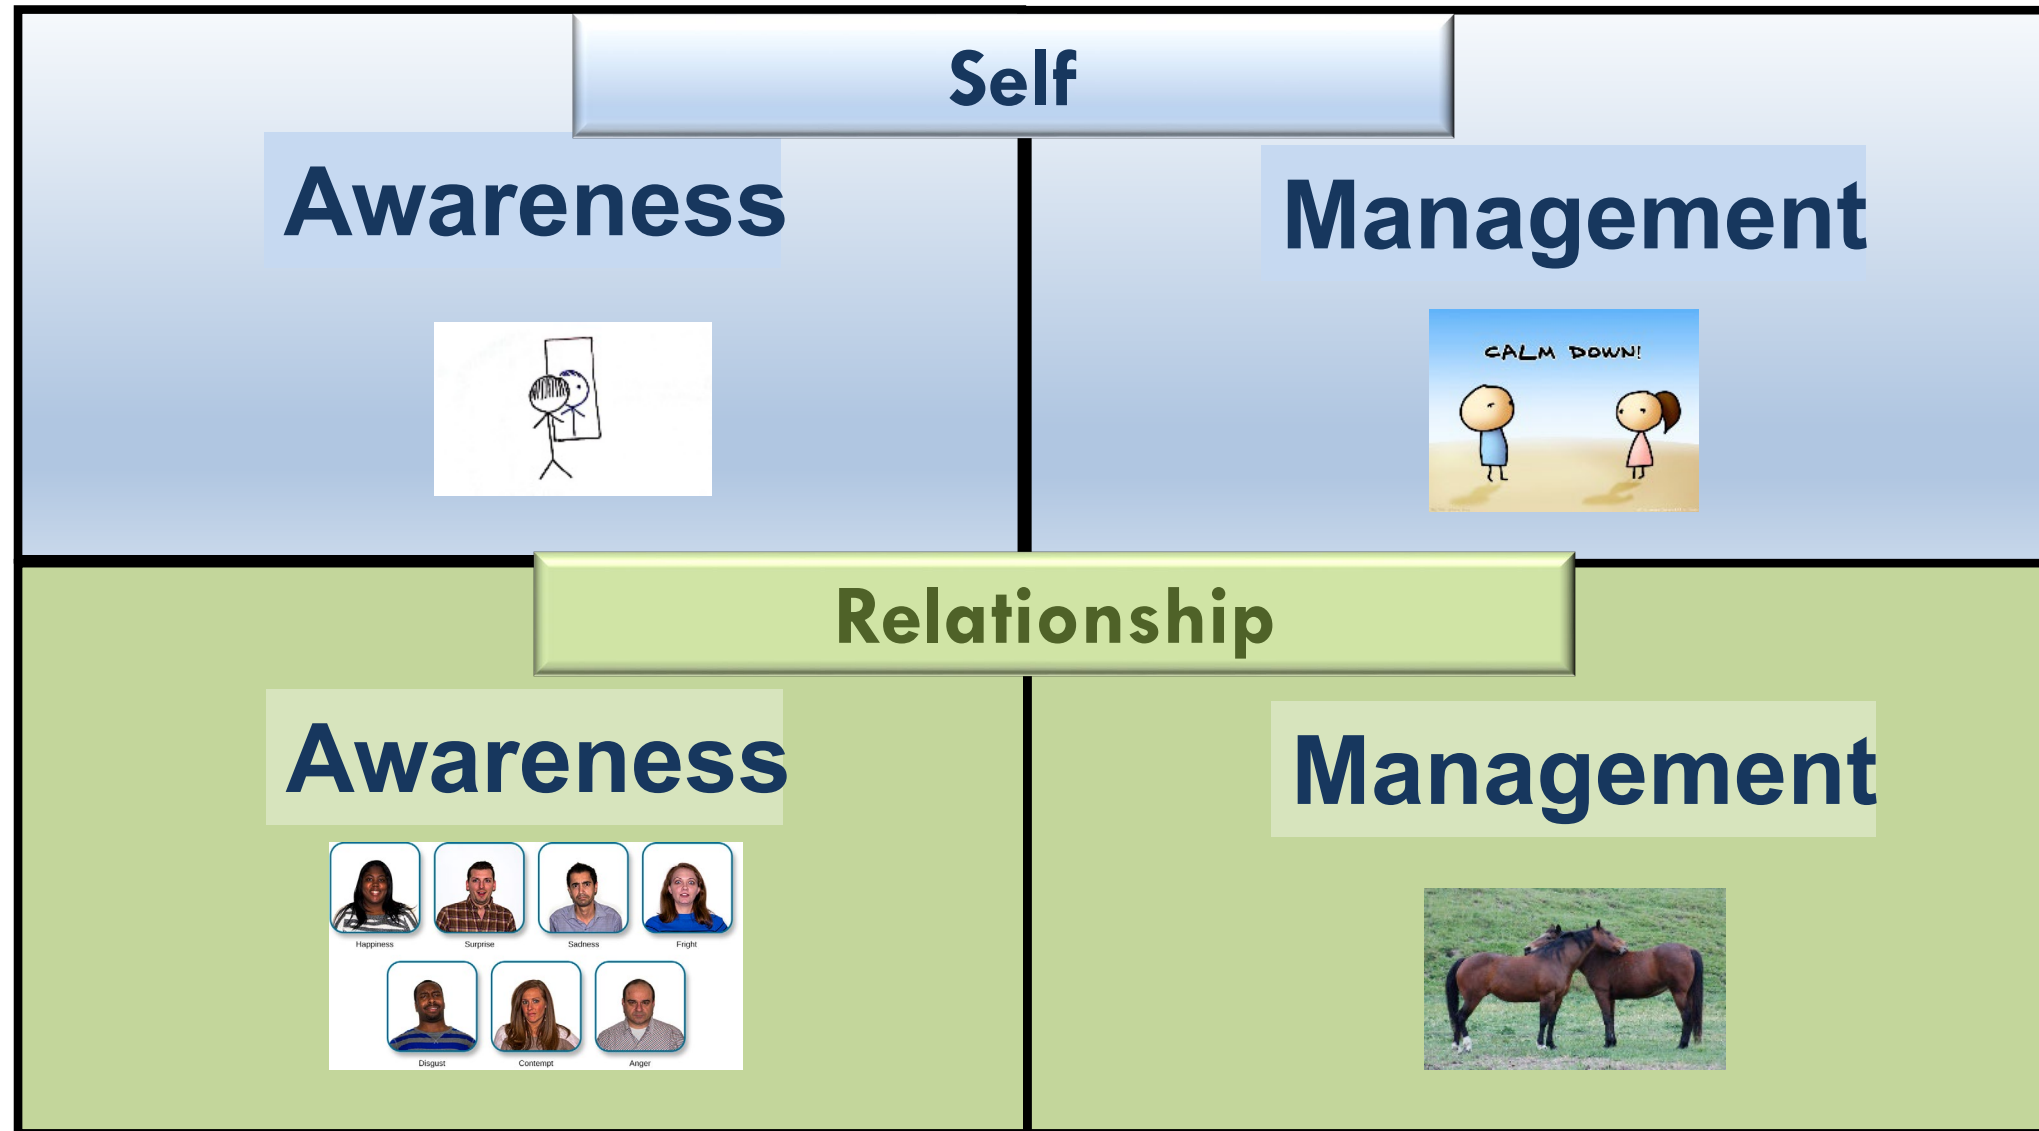 Self
Awareness
Management
CALM DOWN!
Relationship
Awareness
Management
Happiness
Surprise
Sadness
Fright
Disgust
Contempt
Anger